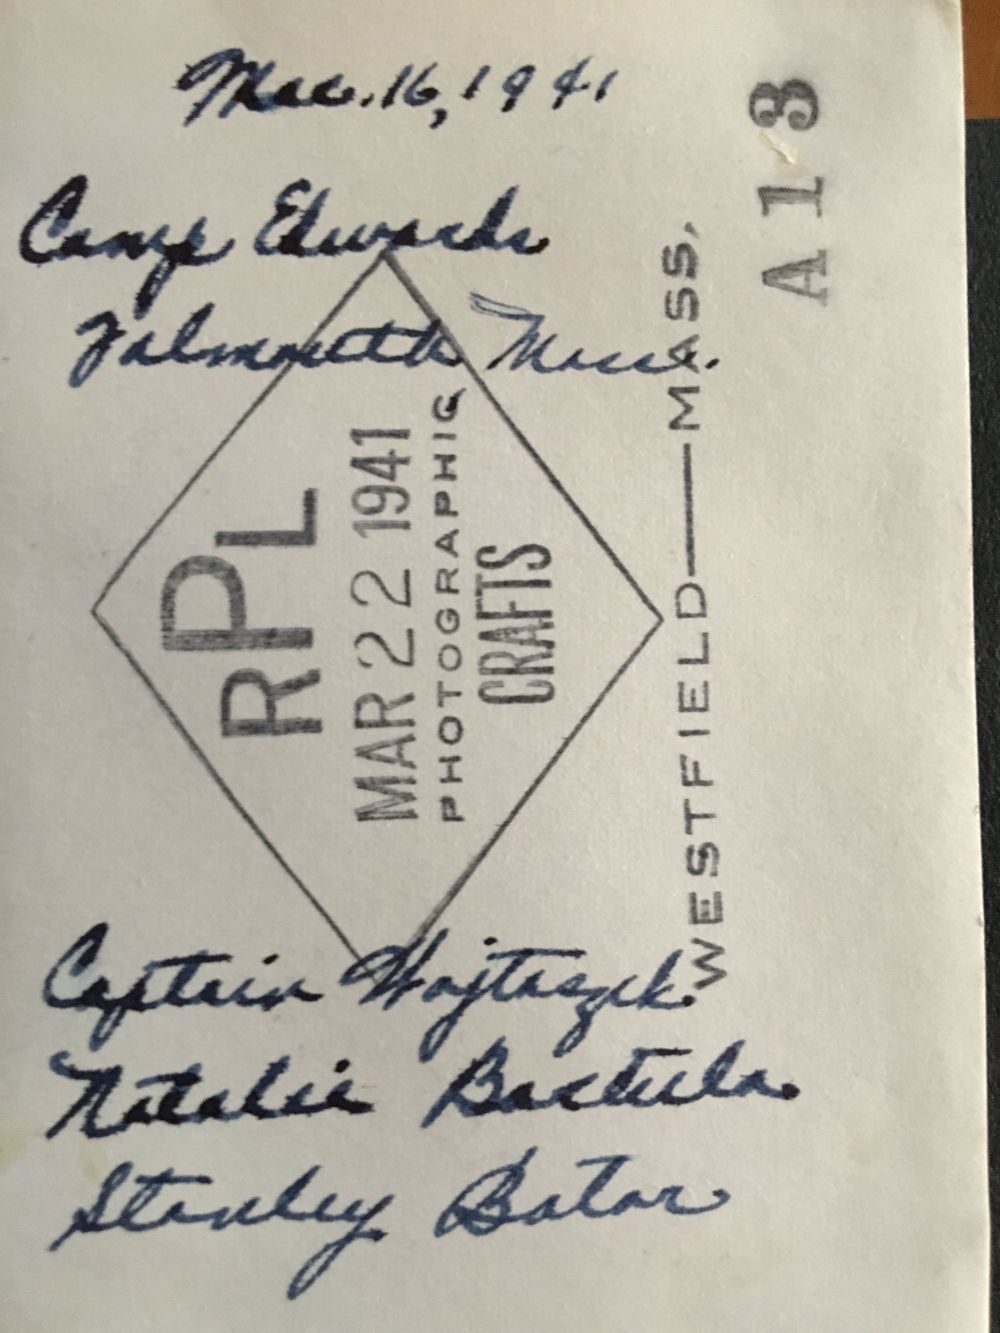 Mar. 16, 1941
Camp Edwards
Falmouth Mass.
RPL
MAR 22 1941
PHOTOGRAPHIC
CRAFTS
WESTFIELD—MASS.
A13
Captain Wojtaszek
Natalie Bastula
Stanley Bator